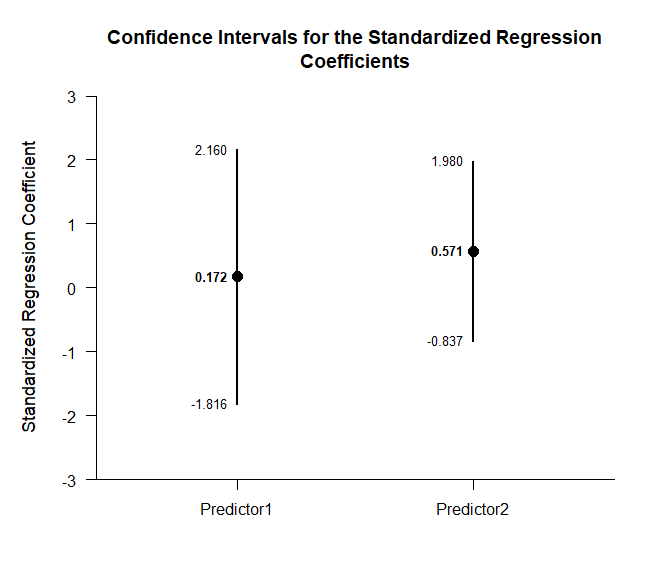 Confidence Intervals for the Standardized Regression
Coefficients
Standardized Regression Coefficient
3
2
1
0
-1
-2
-3
2.160
0.172
-1.816
1.980
0.571
-0.837
Predictor1
Predictor2